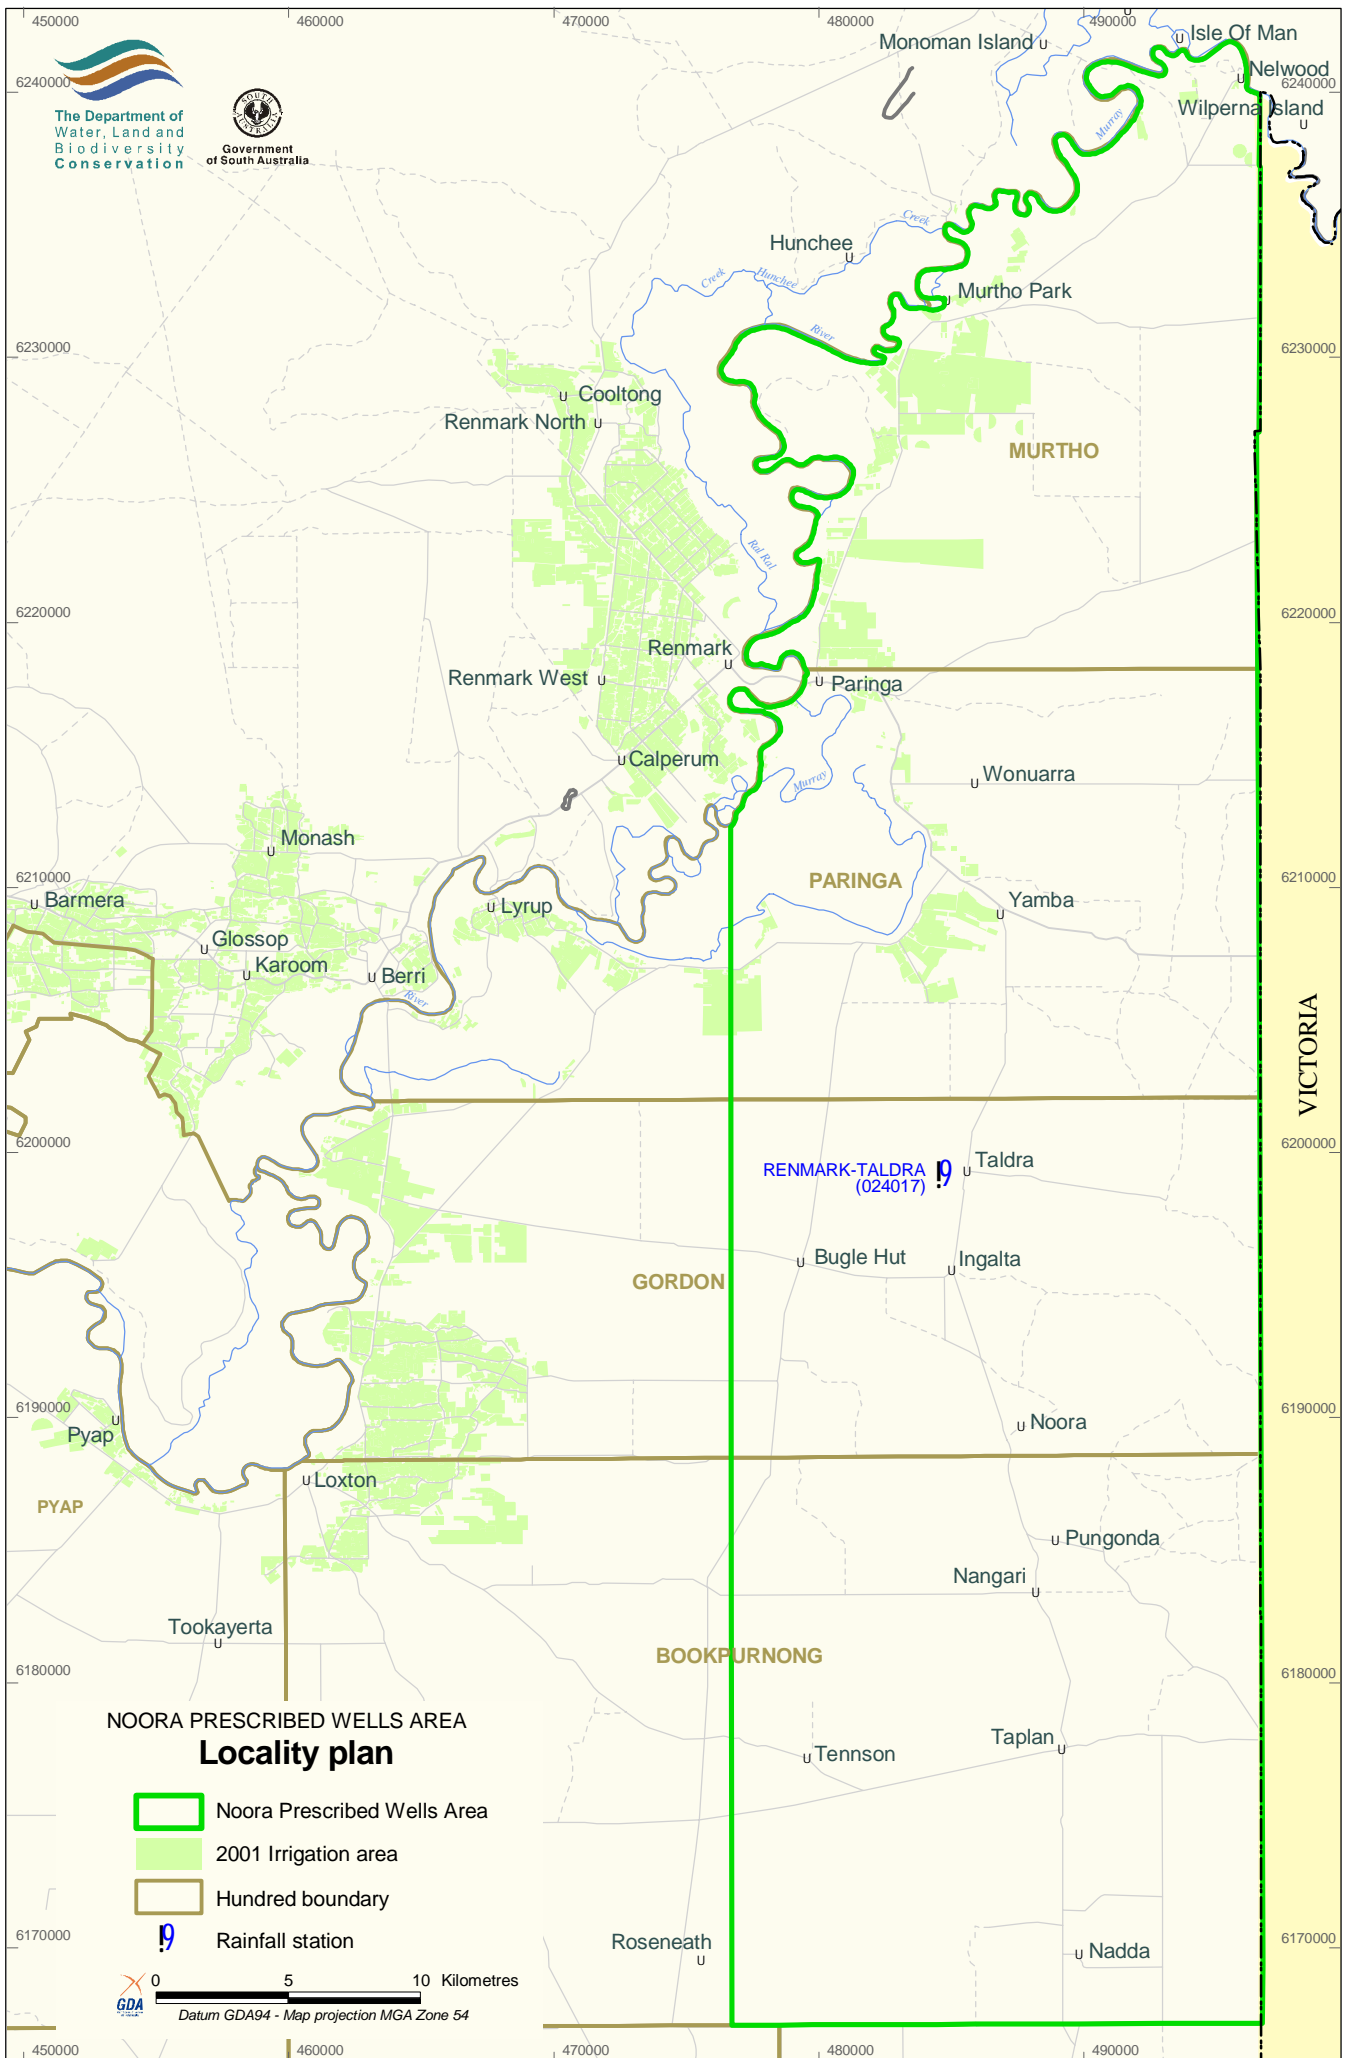 450000
460000
470000
480000
490000
Isle Of Man
Monoman Island
Nelwood
6240000
6240000
Wilperna Island
The Department of
Water, Land and
Biodiversity
Conservation
SOUTH
AUSTRALIA
Government
of South Australia
Murray
Creek
Hunchee
Creek
Hunchee
Murtho Park
River
6230000
6230000
Cooltong
Renmark North
MURTHO
Ral Ral
6220000
6220000
Renmark
Renmark West
Paringa
Calperum
Murray
Wonuarra
Monash
6210000
PARINGA
6210000
Barmera
Lyrup
Yamba
Glossop
Karoom
Berri
River
VICTORIA
6200000
6200000
RENMARK-TALDRA
(024017)
Taldra
Bugle Hut
Ingalta
GORDON
6190000
6190000
Pyap
Noora
Loxton
PYAP
Pungonda
Nangari
Tookayerta
BOOKPURNONG
6180000
6180000
NOORA PRESCRIBED WELLS AREA
Locality plan
Taplan
Tennson
Noora Prescribed Wells Area
2001 Irrigation area
Hundred boundary
Rainfall station
Roseneath
Nadda
6170000
6170000
0 5 10 Kilometres
GDA
Datum GDA94 - Map projection MGA Zone 54
450000
460000
470000
480000
490000